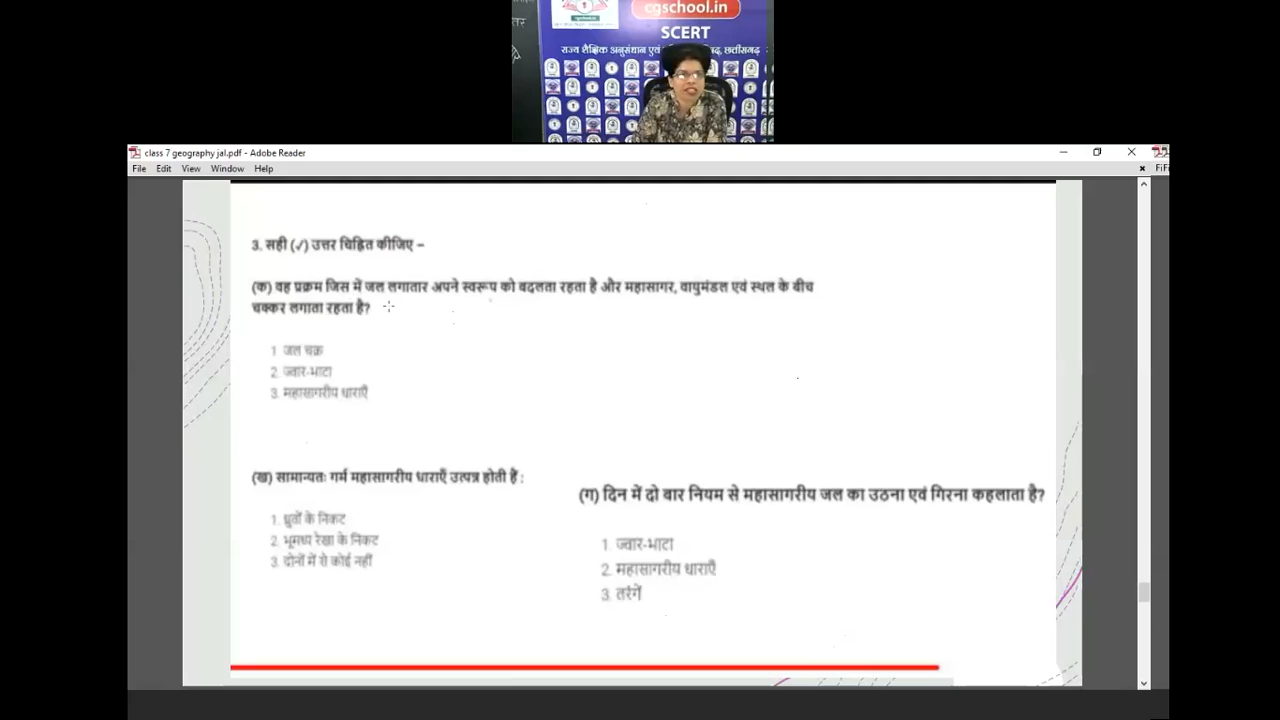 cgschool.in
SCERT
class 7 geography jal.pdf - Adobe Reader
File Edit View Window Help
3. सही (✓) उत्तर चिह्नित कीजिए –
(क) वह प्रक्रम जिस में जल लगातार अपने स्वरूप को बदलता रहता है और महासागर, वायुमंडल एवं स्थल के बीच
चक्कर लगाता रहता है?
1 जल चक्र
2. ज्वार-भाटा
3. महासागरीय धाराएँ
(ख) सामान्यतः गर्म महासागरीय धाराएँ उत्पन्न होती हैं :
1. ध्रुवों के निकट
2. भूमध्य रेखा के निकट
3. दोनों में से कोई नहीं
(ग) दिन में दो बार नियम से महासागरीय जल का उठना एवं गिरना कहलाता है?
1. ज्वार-भाटा
2. महासागरीय धाराएँ
3. तरंगें